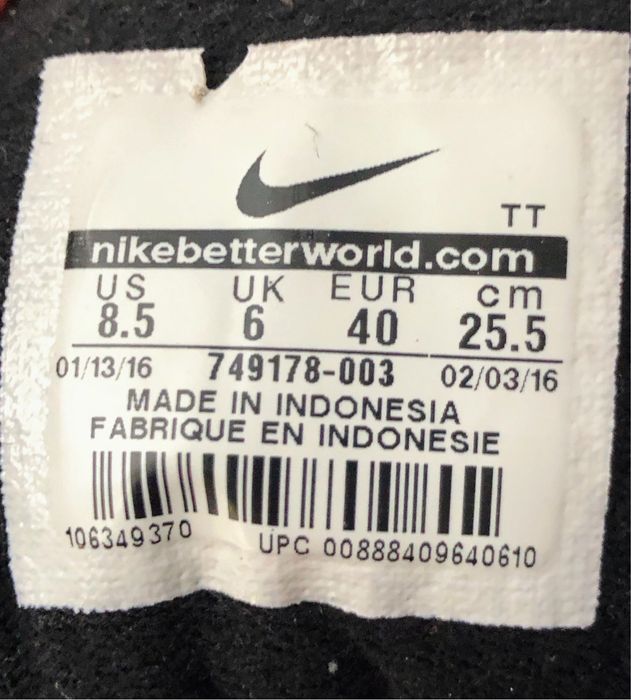 TT
nikebetterworld.com
US UK EUR cm
8.5 6 40 25.5
01/13/16 749178-003 02/03/16
MADE IN INDONESIA
FABRIQUE EN INDONESIE
106349370 UPC 00888409640610